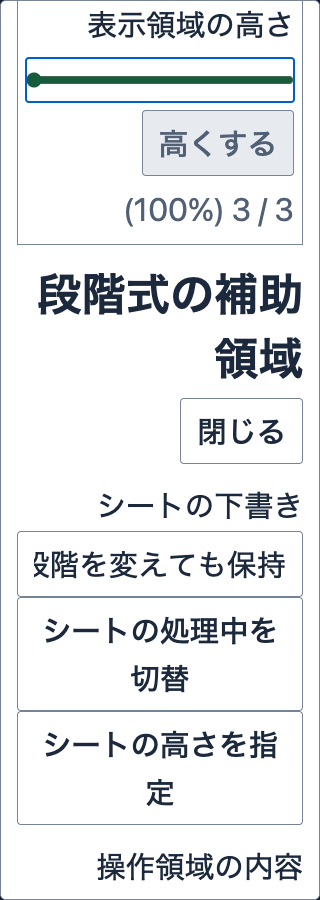 表示領域の高さ
高くする
(100%) 3 / 3
段階式の補助
領域
閉じる
シートの下書き
段階を変えても保持
シートの処理中を
切替
シートの高さを指
定
操作領域の内容